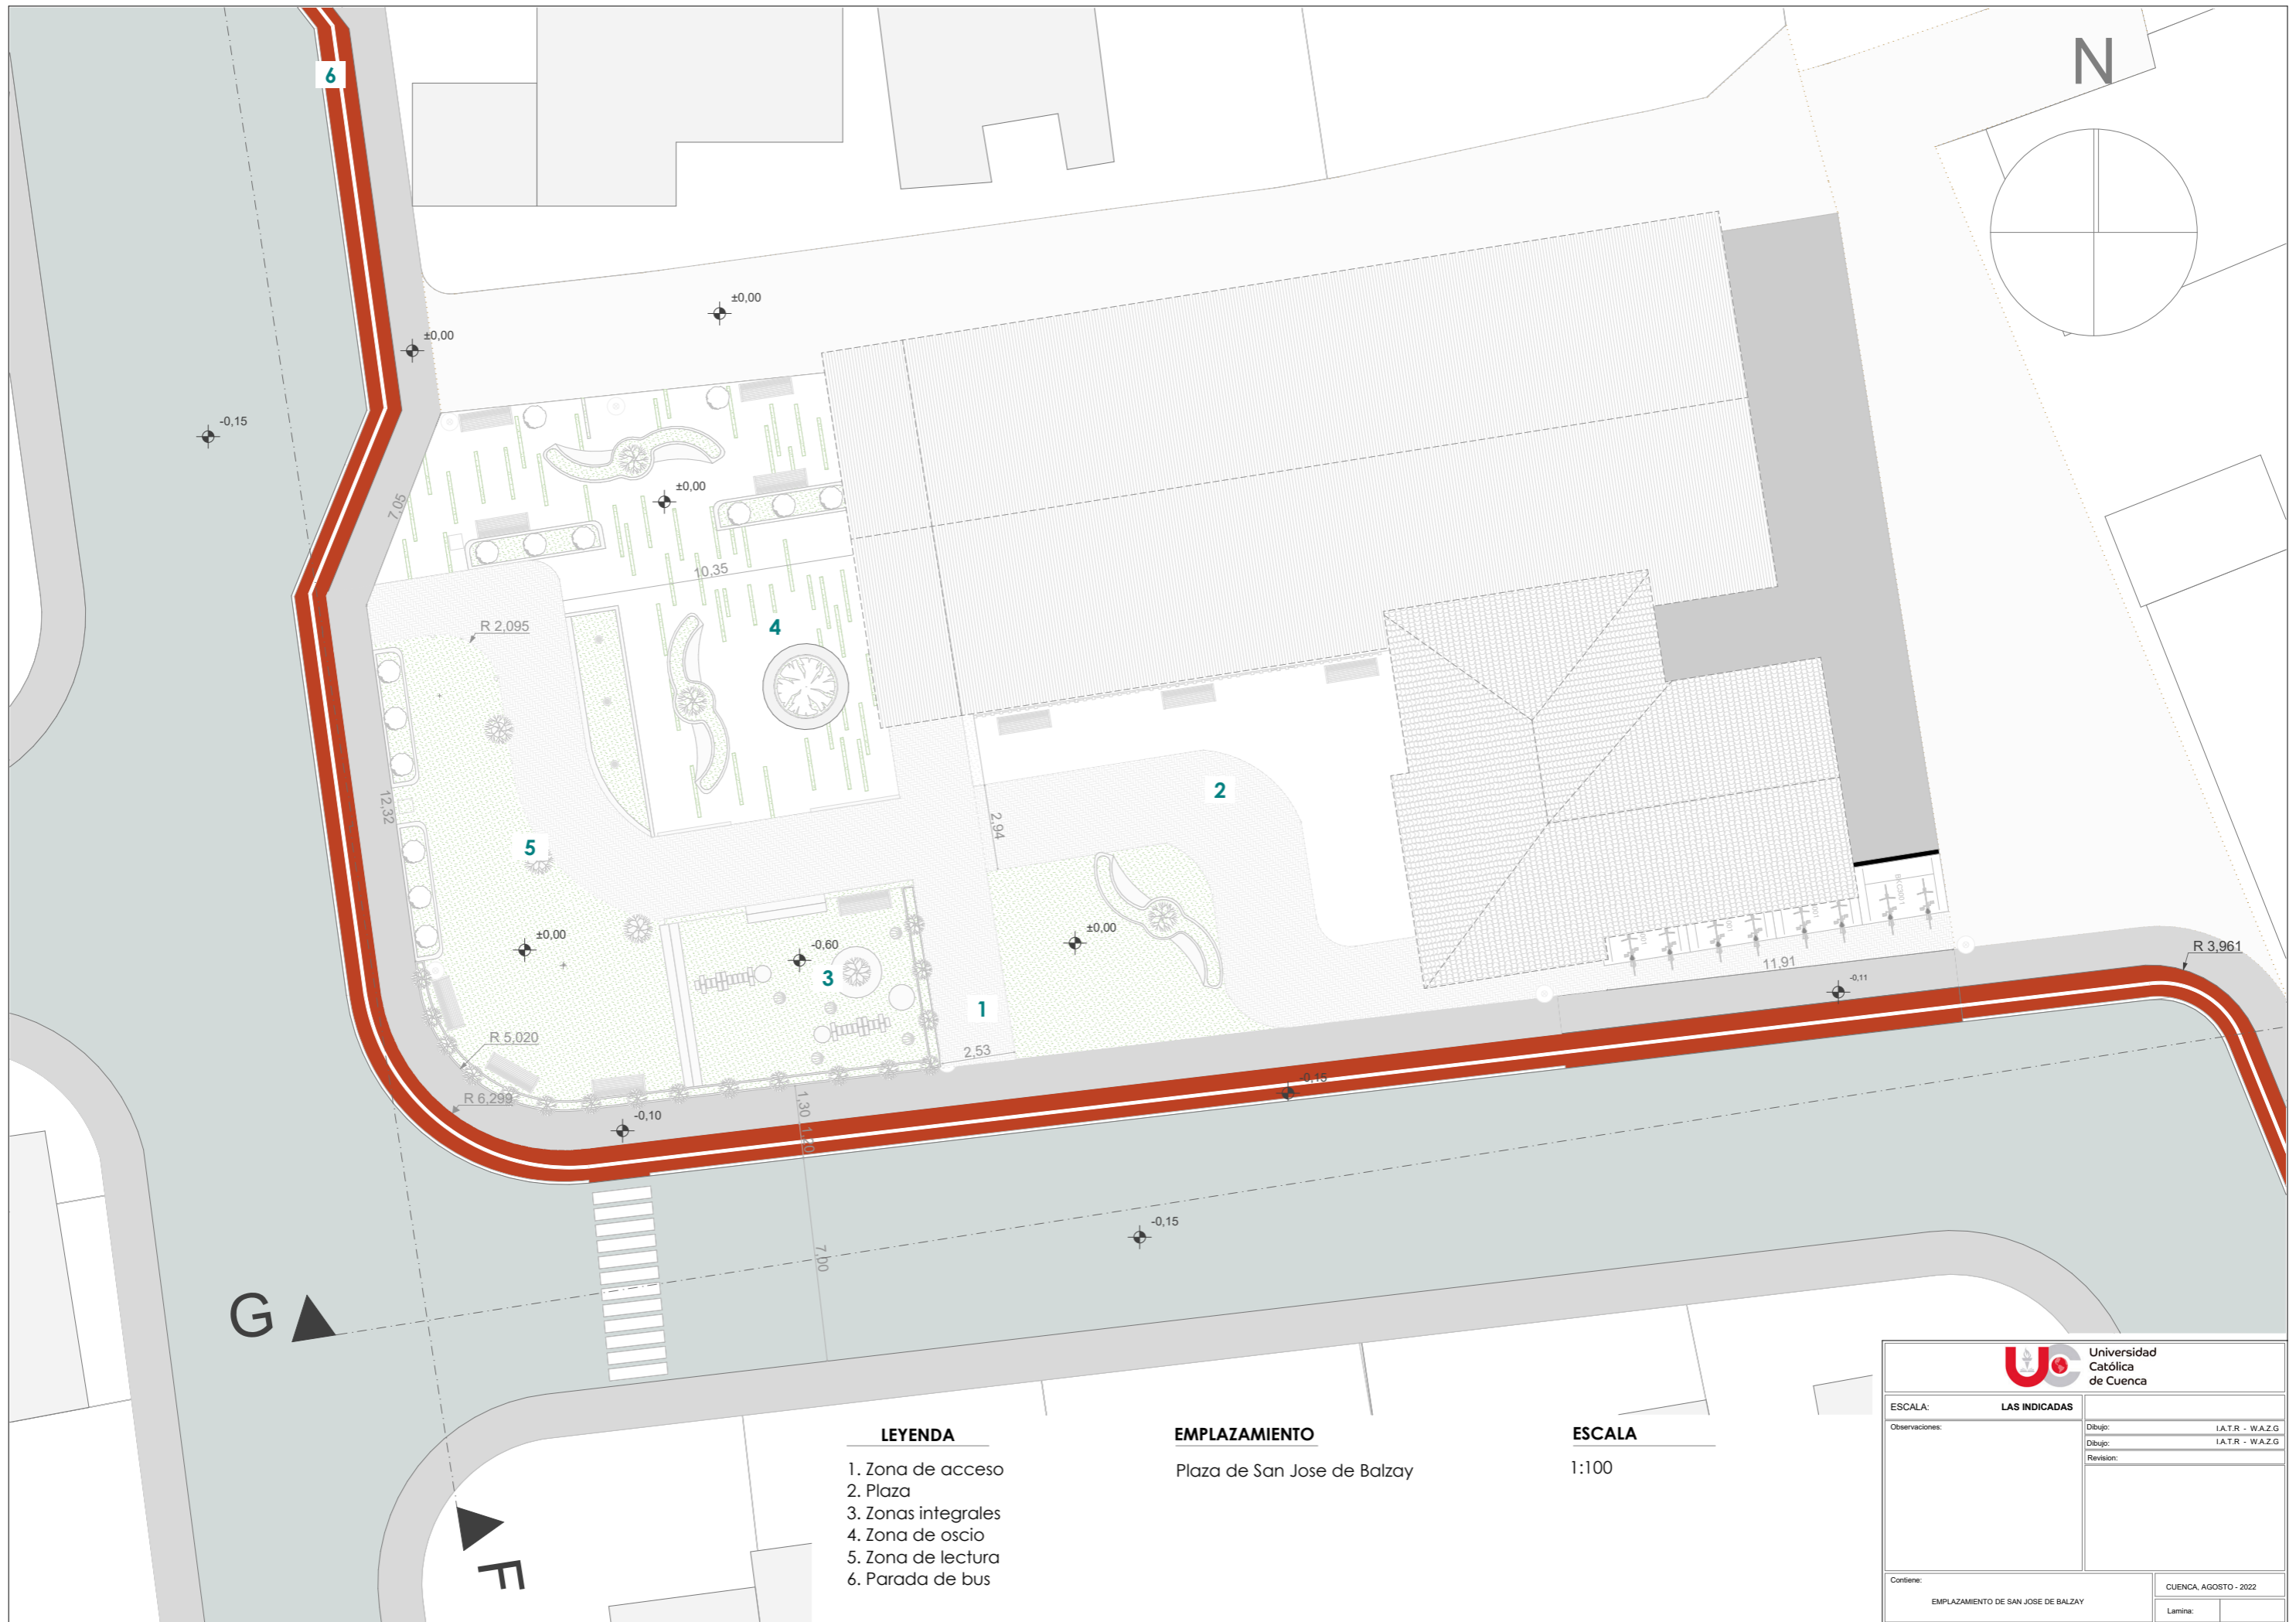 6
N
±0,00
±0,00
-0,15
±0,00
7,05
10,35
R 2,095
4
12,32
2,94
2
5
±0,00
-0,60
3
±0,00
1
2,53
11,91
-0,11
R 3,961
R 5,020
R 6,299
-0,10
1,30
-0,15
7,00
-0,15
G
F
LEYENDA
1. Zona de acceso
2. Plaza
3. Zonas integrales
4. Zona de oscio
5. Zona de lectura
6. Parada de bus
EMPLAZAMIENTO
Plaza de San Jose de Balzay
ESCALA
1:100
UC
Universidad
Católica
de Cuenca
ESCALA: LAS INDICADAS
Observaciones:
Dibujo: I.A.T.R - W.A.Z.G
Dibujo: I.A.T.R - W.A.Z.G
Revision:
Contiene:
EMPLAZAMIENTO DE SAN JOSE DE BALZAY
CUENCA, AGOSTO - 2022
Lamina: